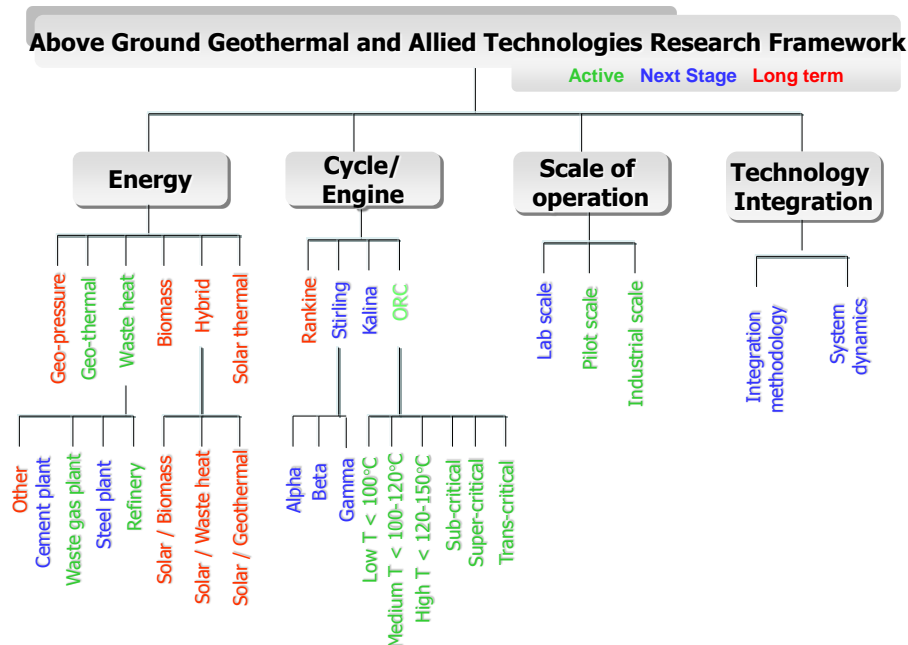 Above Ground Geothermal and Allied Technologies Research Framework
Active Next Stage Long term
Energy
Cycle/
Engine
Scale of
operation
Technology
Integration
Geo-pressure
Geo-thermal
Waste heat
Biomass
Hybrid
Solar thermal
Rankine
Stirling
Kalina
ORC
Lab scale
Pilot scale
Industrial scale
Integration
methodology
System
dynamics
Other
Cement plant
Waste gas plant
Steel plant
Refinery
Solar / Biomass
Solar / Waste heat
Solar / Geothermal
Alpha
Beta
Gamma
Low T < 100°C
Medium T < 100-120°C
High T < 120-150°C
Sub-critical
Super-critical
Trans-critical